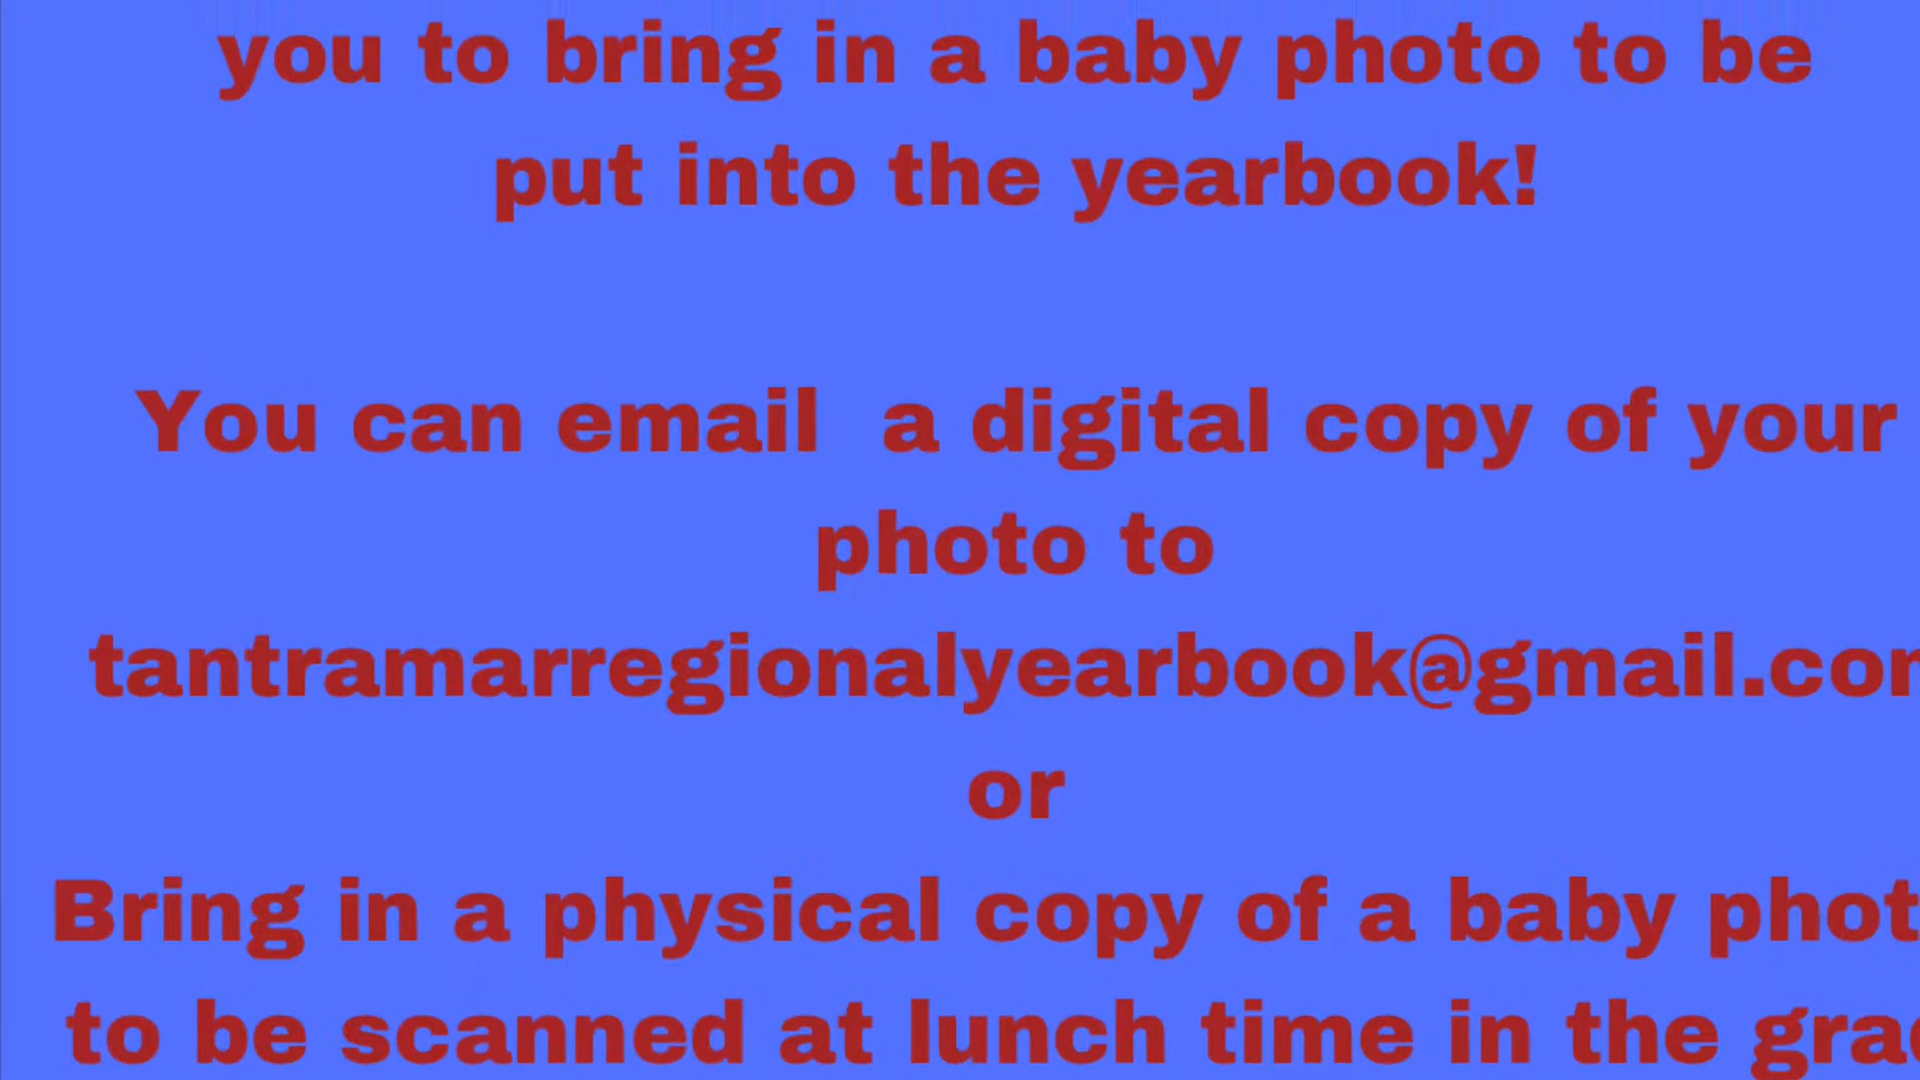 you to bring in a baby photo to be
put into the yearbook!
You can email  a digital copy of your
photo to
tantramarregionalyearbook@gmail.co
or
Bring in a physical copy of a baby phot
to be scanned at lunch time in the gra